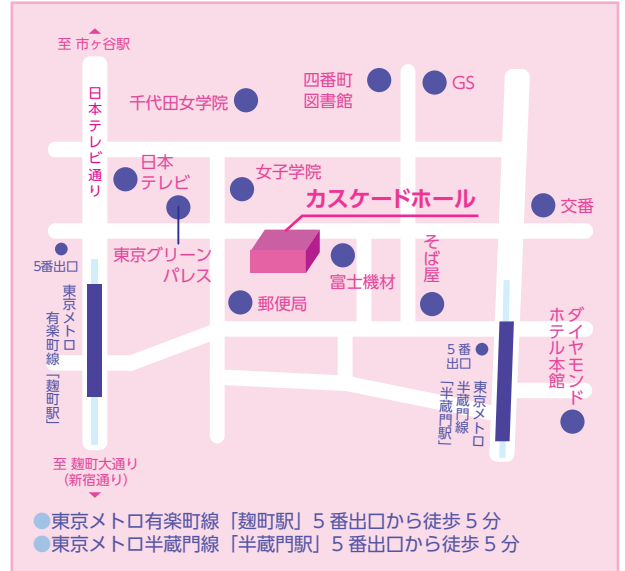 至 市ヶ谷駅
日本テレビ通り
千代田女学院
四番町
図書館
GS
日本
テレビ
女子学院
カスケードホール
交番
5番出口
東京グリーン
パレス
富士機材
そば屋
郵便局
東京メトロ
有楽町線「麹町駅」
5番
出口
東京メトロ
半蔵門線
「半蔵門駅」
ダイヤモンド
ホテル本館
至 麹町大通り
(新宿通り)
東京メトロ有楽町線「麹町駅」5番出口から徒歩5分
東京メトロ半蔵門線「半蔵門駅」5番出口から徒歩5分